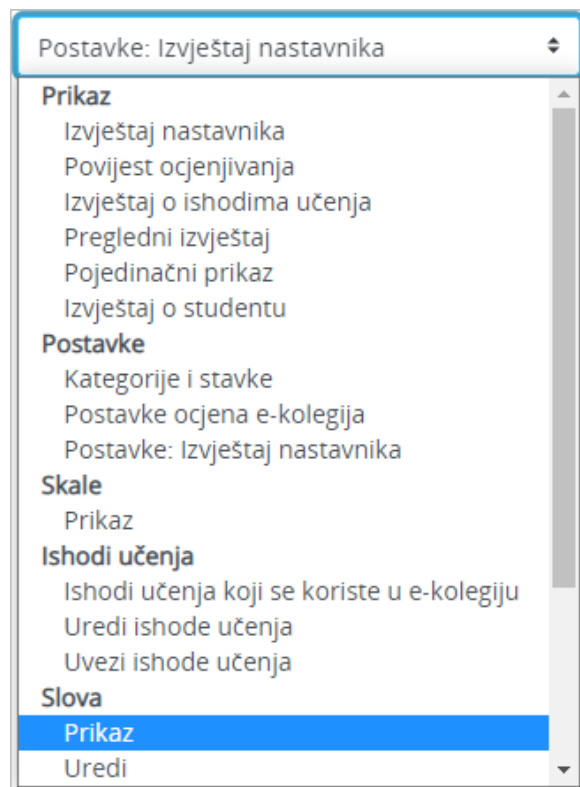 Postavke: Izvještaj nastavnika
Prikaz
Izvještaj nastavnika
Povijest ocjenjivanja
Izvještaj o ishodima učenja
Pregledni izvještaj
Pojedinačni prikaz
Izvještaj o studentu
Postavke
Kategorije i stavke
Postavke ocjena e-kolegija
Postavke: Izvještaj nastavnika
Skale
Prikaz
Ishodi učenja
Ishodi učenja koji se koriste u e-kolegiju
Uredi ishode učenja
Uvezi ishode učenja
Slova
Prikaz
Uredi